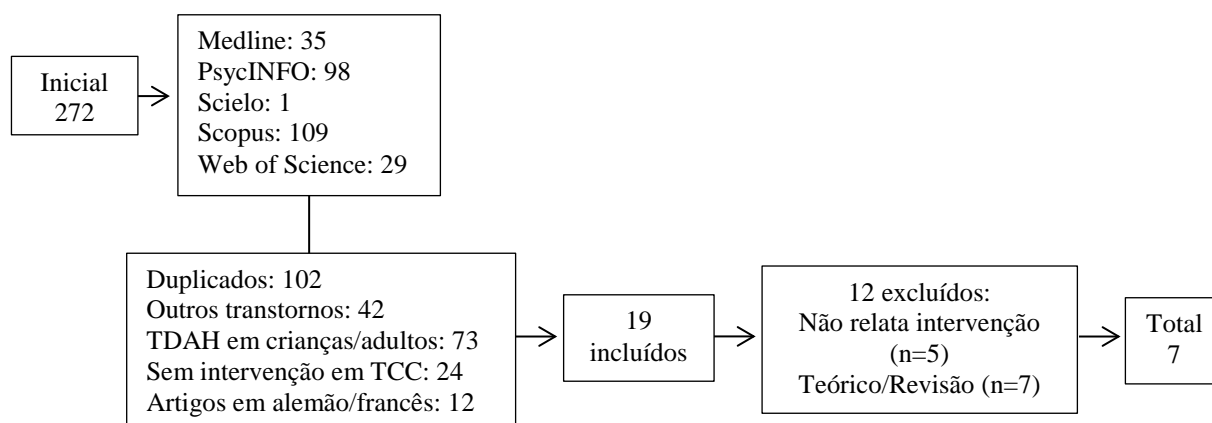 Inicial
272
Medline: 35
PsycINFO: 98
Scielo: 1
Scopus: 109
Web of Science: 29
Duplicados: 102
Outros transtornos: 42
TDAH em crianças/adultos: 73
Sem intervenção em TCC: 24
Artigos em alemão/francês: 12
19
incluídos
12 excluídos:
Não relata intervenção
(n=5)
Teórico/Revisão (n=7)
Total
7